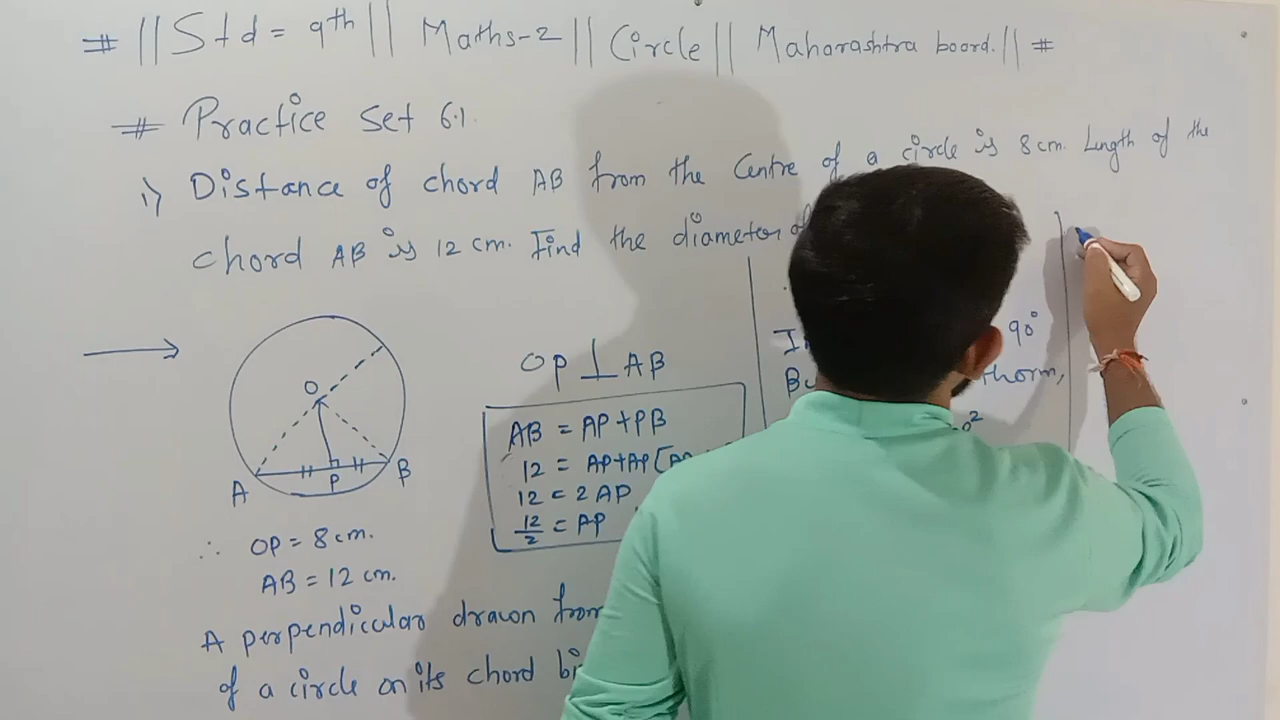 # || Std = 9th || Maths-2 || Circle || Maharashtra board. || #
# Practice Set 6.1
1) Distance of chord AB from the Centre of a circle is 8 cm. Length of the
chord AB is 12 cm. Find the diameter of
O
A
P
B
∴ OP = 8 cm.
AB = 12 cm.
A perpendicular drawn from
of a circle on its chord
OP ⊥ AB
AB = AP + PB
12 = AP + AP [
12 = 2 AP
12/2 = AP
90°
thorm,